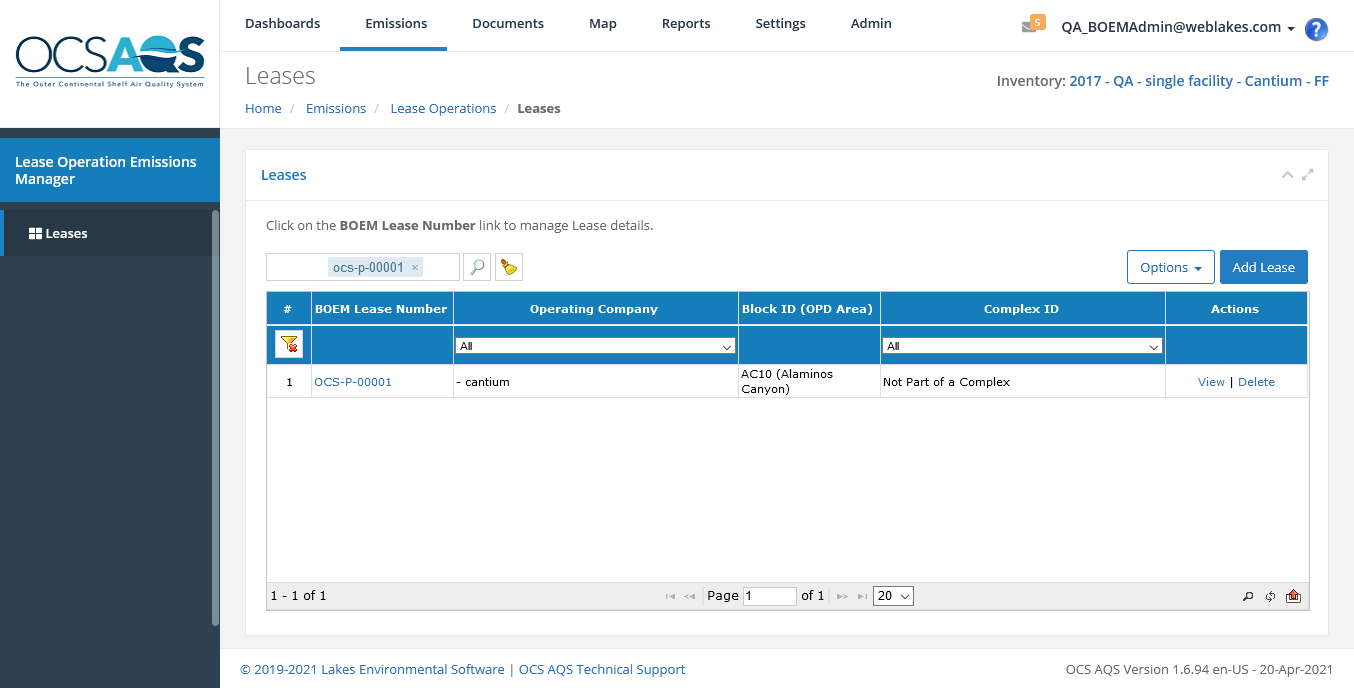 OCSAQS
The Outer Continental Shelf Air Quality System
Dashboards Emissions Documents Map Reports Settings Admin
5 QA_BOEMAdmin@weblakes.com ?
Leases
Inventory: 2017 - QA - single facility - Cantium - FF
Home / Emissions / Lease Operations / Leases
Lease Operation Emissions
Manager
Leases
Leases
Click on the BOEM Lease Number link to manage Lease details.
ocs-p-00001 ×
Options Add Lease
# BOEM Lease Number Operating Company Block ID (OPD Area) Complex ID Actions
All All
1 OCS-P-00001 - cantium AC10 (Alaminos Canyon) Not Part of a Complex View | Delete
1 - 1 of 1 Page 1 of 1 20
© 2019-2021 Lakes Environmental Software | OCS AQS Technical Support
OCS AQS Version 1.6.94 en-US - 20-Apr-2021